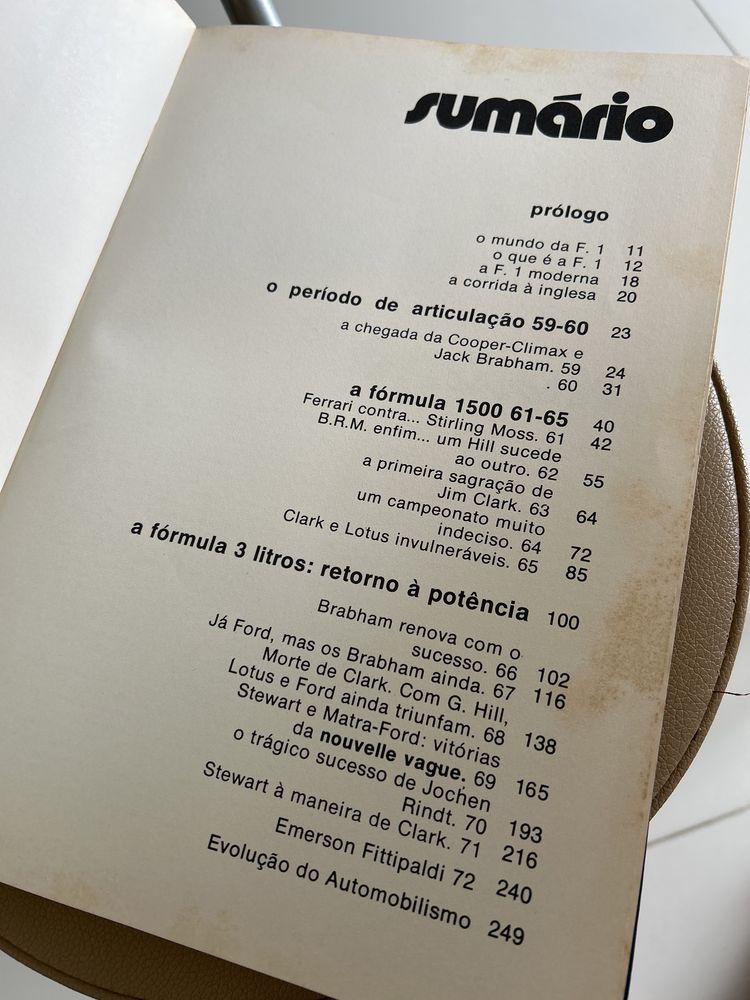 sumário
prólogo
o mundo da F. 1 11
o que é a F. 1 12
a F. 1 moderna 18
a corrida à inglesa 20
o período de articulação 59-60 23
a chegada da Cooper-Climax e
Jack Brabham. 59 24
. 60 31
a fórmula 1500 61-65 40
Ferrari contra... Stirling Moss. 61 42
B.R.M. enfim... um Hill sucede
ao outro. 62 55
a primeira sagração de
Jim Clark. 63 64
um campeonato muito
indeciso. 64 72
Clark e Lotus invulneráveis. 65 85
a fórmula 3 litros: retorno à potência 100
Brabham renova com o
sucesso. 66 102
Já Ford, mas os Brabham ainda. 67 116
Morte de Clark. Com G. Hill,
Lotus e Ford ainda triunfam. 68 138
Stewart e Matra-Ford: vitórias
da nouvelle vague. 69 165
o trágico sucesso de Jochen
Rindt. 70 193
Stewart à maneira de Clark. 71 216
Emerson Fittipaldi 72 240
Evolução do Automobilismo 249